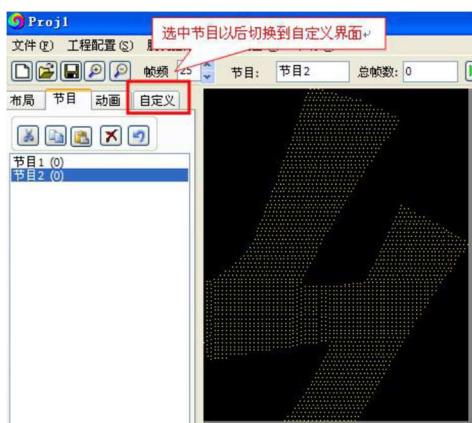 Proj1
选中节目以后切换到自定义界面
文件(F) 工程配置(S)
帧频 25 节目: 节目2 总帧数: 0
布局 节目 动画 自定义
节目1 (0)
节目2 (0)